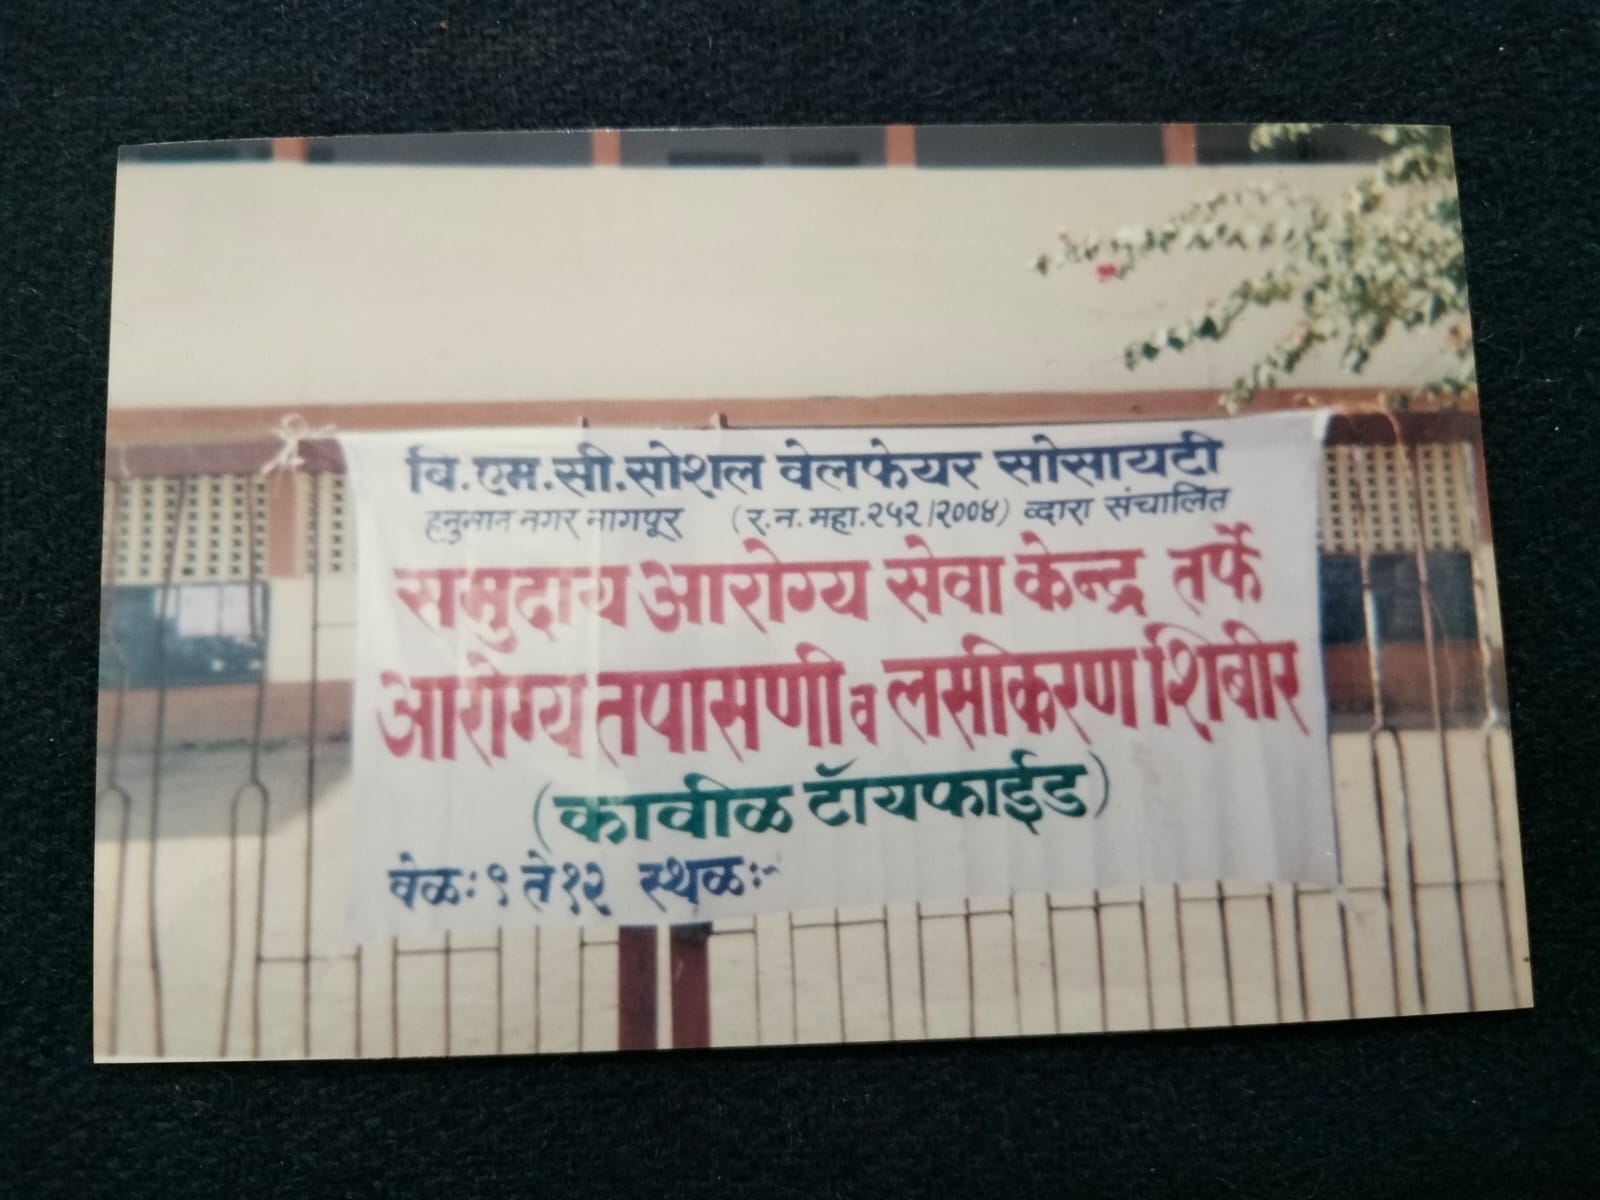 बि.एम.सी.सोशल वेलफेयर सोसायटी
हनुमान नगर नागपूर (र.न.महा.२५२/२००४) व्दारा संचालित
समुदाय आरोग्य सेवा केन्द्र तर्फे
आरोग्य तपासणी व लसीकरण शिबीर
(कावीळ टॉयफाईड)
वेळ:९ ते १२ स्थळ:-